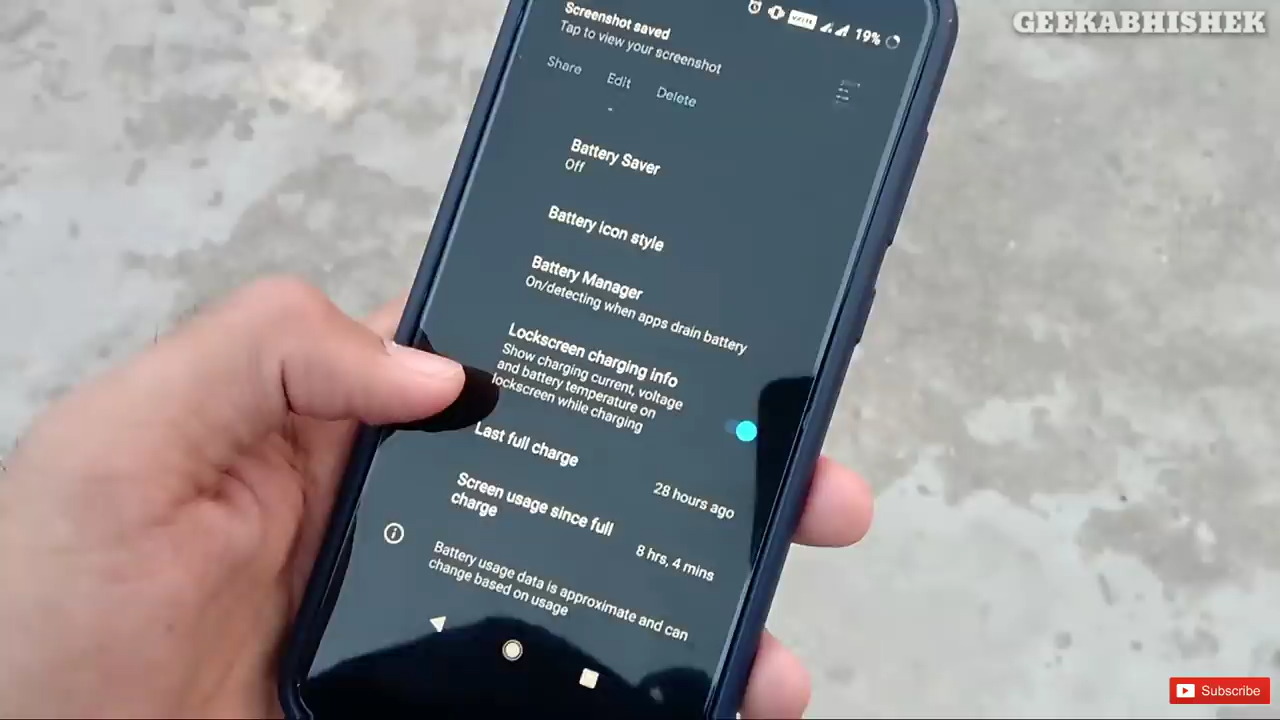 GEEKABHISHEK
Screenshot saved
19%
Tap to view your screenshot
Share Edit Delete
Battery Saver
Off
Battery icon style
Battery Manager
On/detecting when apps drain battery
Lockscreen charging info
Show charging current, voltage
and battery temperature on
lockscreen while charging
Last full charge
28 hours ago
Screen usage since full
charge
8 hrs, 4 mins
Battery usage data is approximate and can
change based on usage
Subscribe